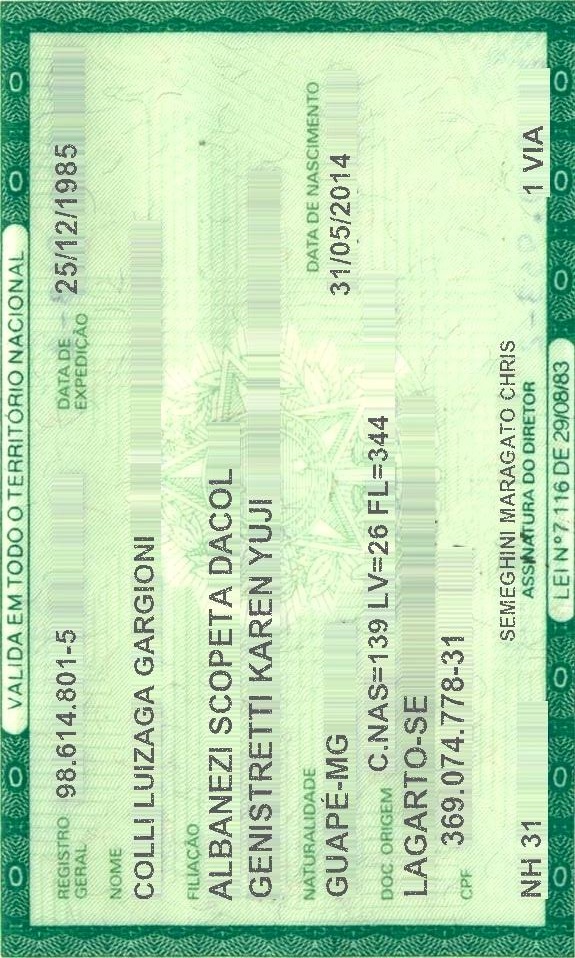 VALIDA EM TODO O TERRITÓRIO NACIONAL
REGISTRO GERAL 98.614.801-5 DATA DE EXPEDIÇÃO 25/12/1985
NOME
COLLI LUIZAGA GARGIONI
FILIAÇÃO
ALBANEZI SCOPETA DACOL
GENISTRETTI KAREN YUJI
NATURALIDADE DATA DE NASCIMENTO
GUAPÉ-MG 31/05/2014
DOC. ORIGEM C.NAS=139 LV=26 FL=344
LAGARTO-SE
CPF 369.074.778-31
SEMEGHINI MARAGATO CHRIS
NH 31 ASSINATURA DO DIRETOR 1 VIA
LEI Nº 7.116 DE 29/08/83